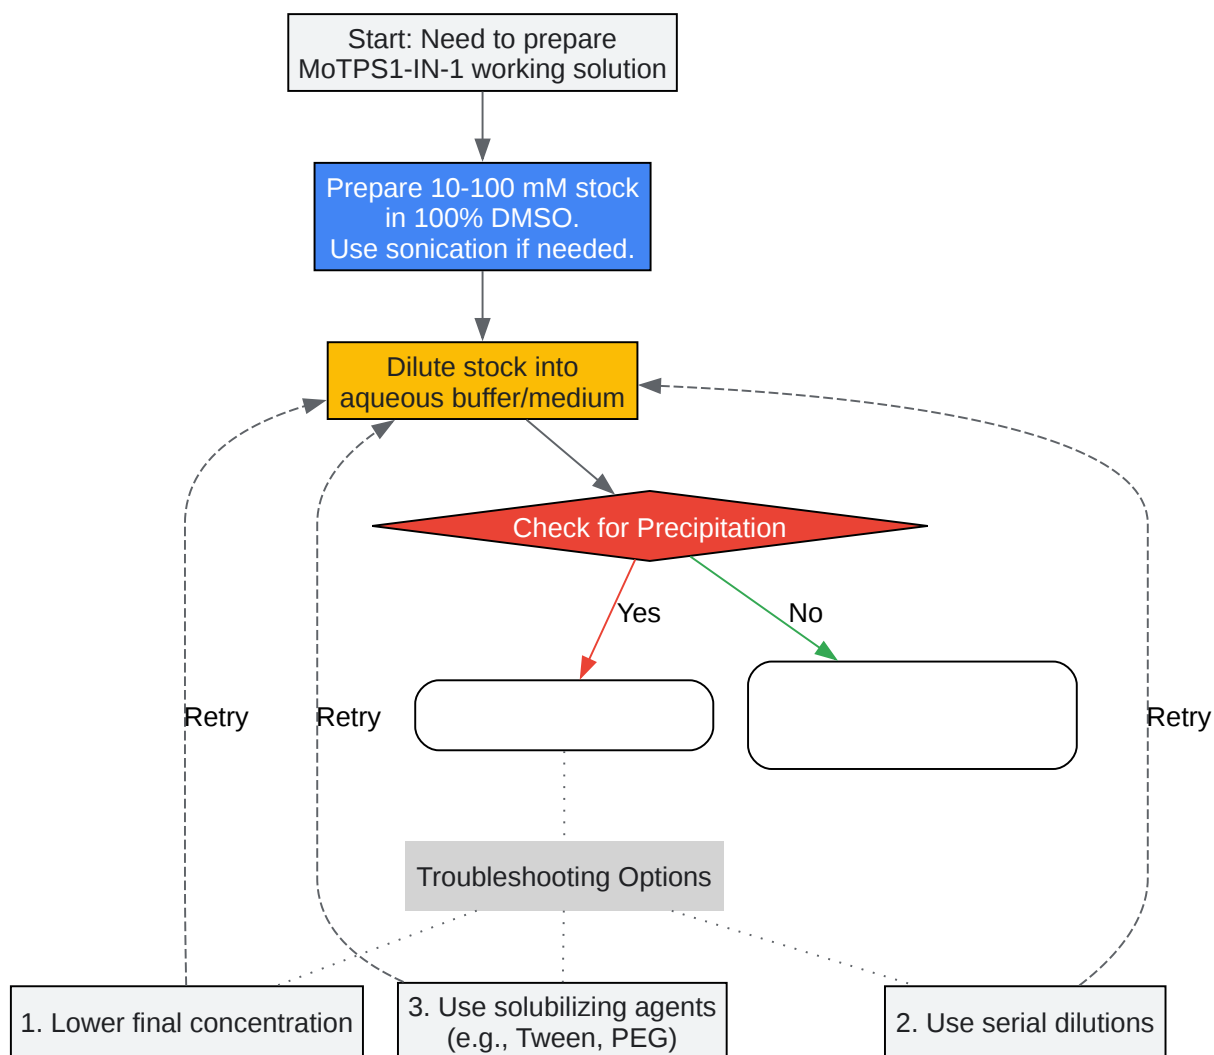 Start: Need to prepare
MoTPS1-IN-1 working solution
Prepare 10-100 mM stock
in 100% DMSO.
Use sonication if needed.
Dilute stock into
aqueous buffer/medium
Check for Precipitation
Yes
No
Retry
Retry
Retry
Troubleshooting Options
1. Lower final concentration
3. Use solubilizing agents
(e.g., Tween, PEG)
2. Use serial dilutions